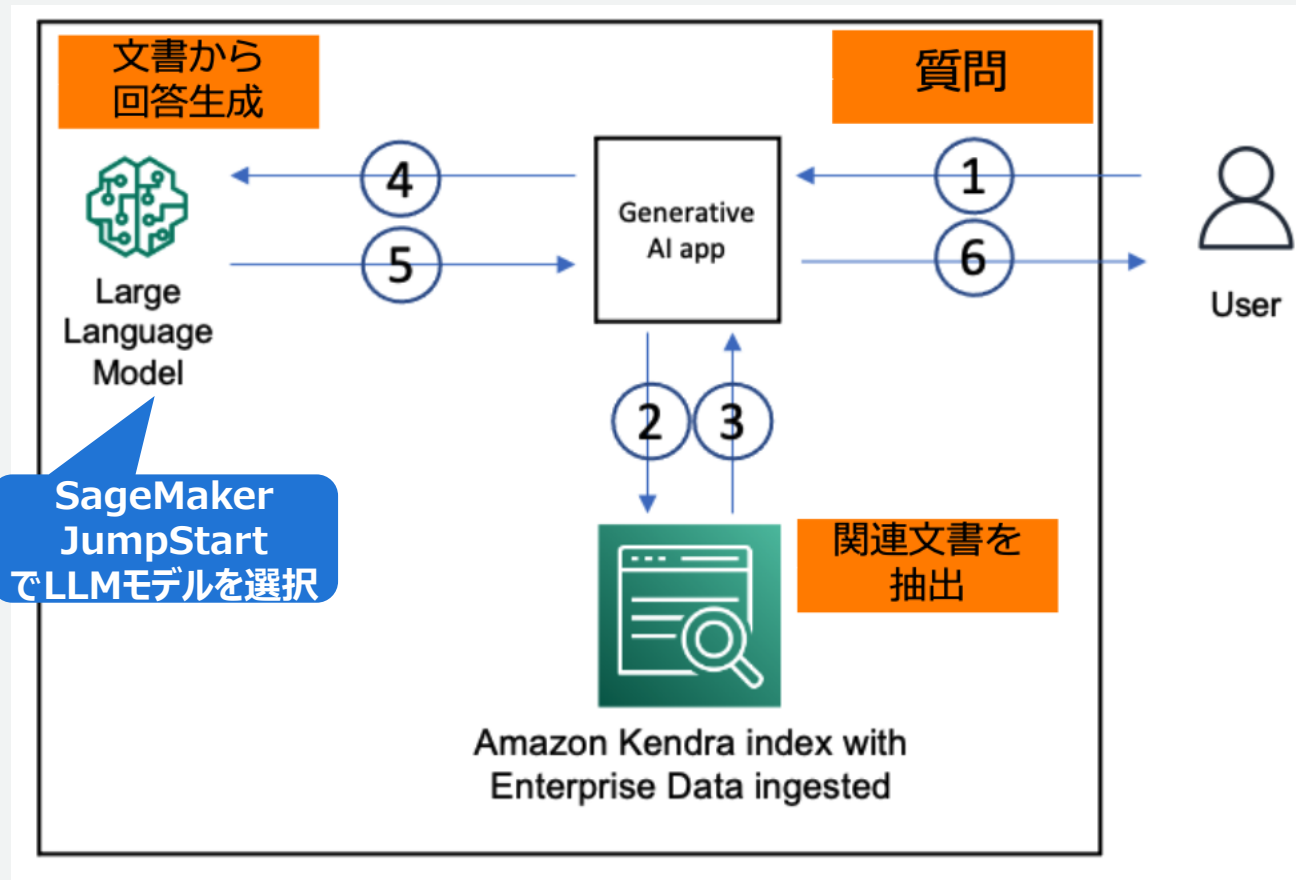 文書から
回答生成
質問
4
1
Generative
AI app
5
6
Large
Language
Model
User
2
3
SageMaker
JumpStart
でLLMモデルを選択
関連文書を
抽出
Amazon Kendra index with
Enterprise Data ingested